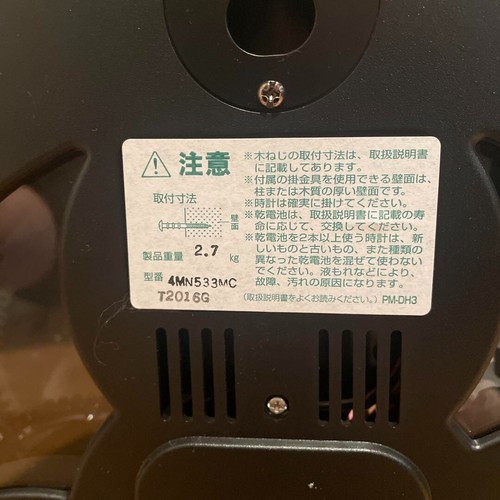 注意
※木ねじの取付寸法は、取扱説明書
に記載してあります。
※付属の掛金具を使用できる壁面は、
柱または木質の厚い壁面です。
※時計は確実に掛けてください。
※乾電池は、取扱説明書に記載の寿
命に応じて、交換してください。
※乾電池を2本以上使う時計は、新
しいものと古いもの、また種類の
異なった乾電池を混ぜて使わない
でください。液もれなどにより、
故障、汚れの原因になります。
取付寸法
壁面
製品重量 2.7 kg
型番 4MN533MC
T2016G
(取扱説明書をよくお読みください。) PM-DH3